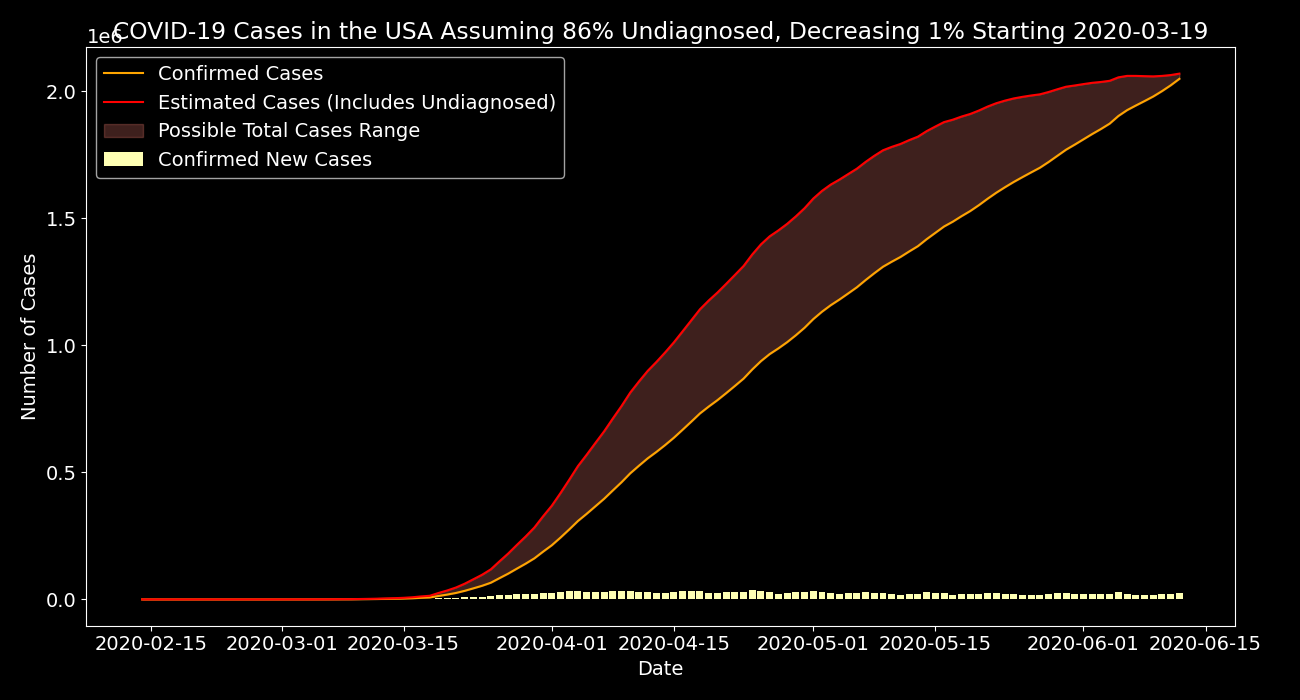 COVID-19 Cases in the USA Assuming 86% Undiagnosed, Decreasing 1% Starting 2020-03-19
1e6
Confirmed Cases
Estimated Cases (Includes Undiagnosed)
Possible Total Cases Range
Confirmed New Cases
2.0
1.5
1.0
0.5
0.0
Number of Cases
2020-02-15 2020-03-01 2020-03-15 2020-04-01 2020-04-15 2020-05-01 2020-05-15 2020-06-01 2020-06-15
Date